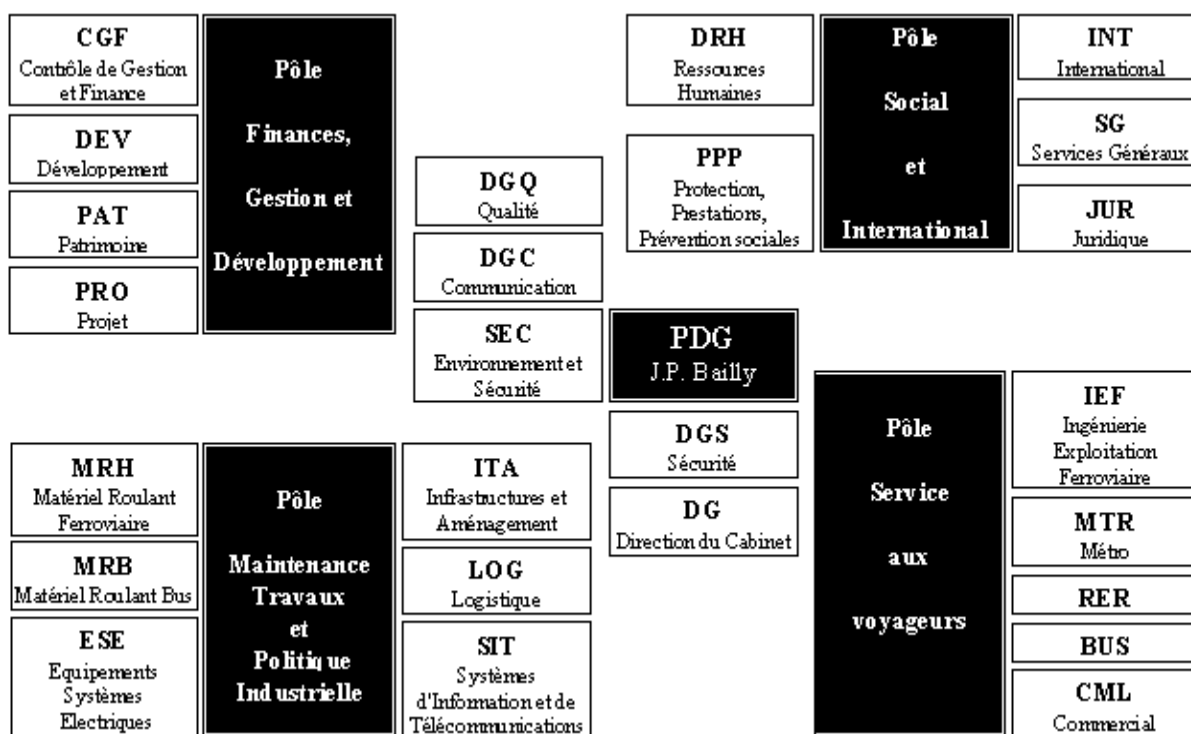 CGF
Contrôle de Gestion
et Finance
DEV
Développement
PAT
Patrimoine
PRO
Projet
Pôle
Finances,
Gestion et
Développement
DGQ
Qualité
DGC
Communication
SEC
Environnement et
Sécurité
DRH
Ressources
Humaines
PPP
Protection,
Prestations,
Prévention sociales
Pôle
Social
et
International
INT
International
SG
Services Généraux
JUR
Juridique
PDG
J.P. Bailly
DGS
Sécurité
DG
Direction du Cabinet
MRH
Matériel Roulant
Ferroviaire
MRB
Matériel Roulant Bus
ESE
Equipements
Systèmes
Electriques
Pôle
Maintenance
Travaux
et
Politique
Industrielle
ITA
Infrastructures et
Aménagement
LOG
Logistique
SIT
Systèmes
d'Information et de
Télécommunications
Pôle
Service
aux
voyageurs
IEF
Ingénierie
Exploitation
Ferroviaire
MTR
Métro
RER
BUS
CML
Commercial